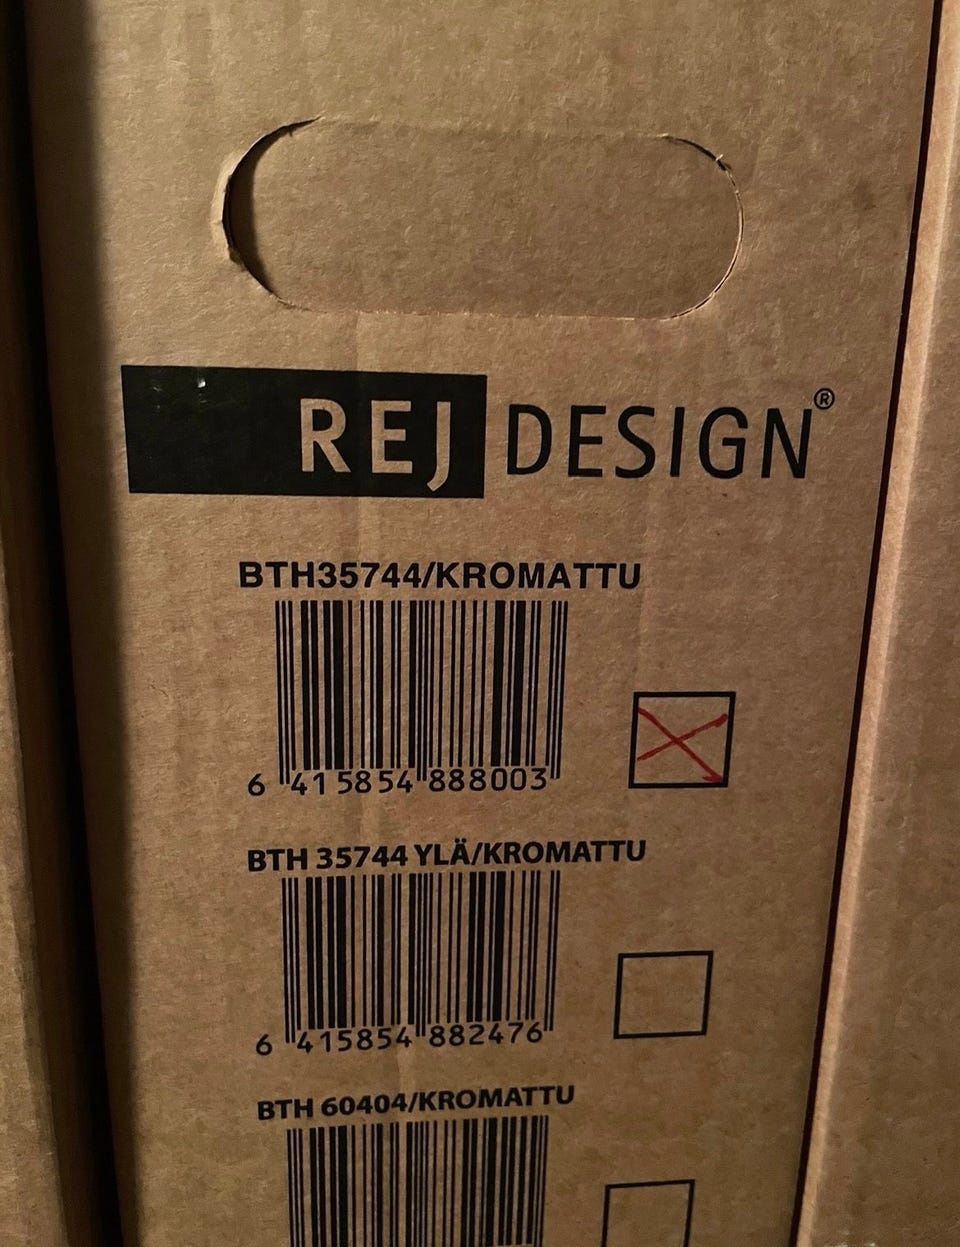 REJ DESIGN®
BTH35744/KROMATTU
6 415854 888003
BTH 35744 YLÄ/KROMATTU
6 415854 882476
BTH 60404/KROMATTU